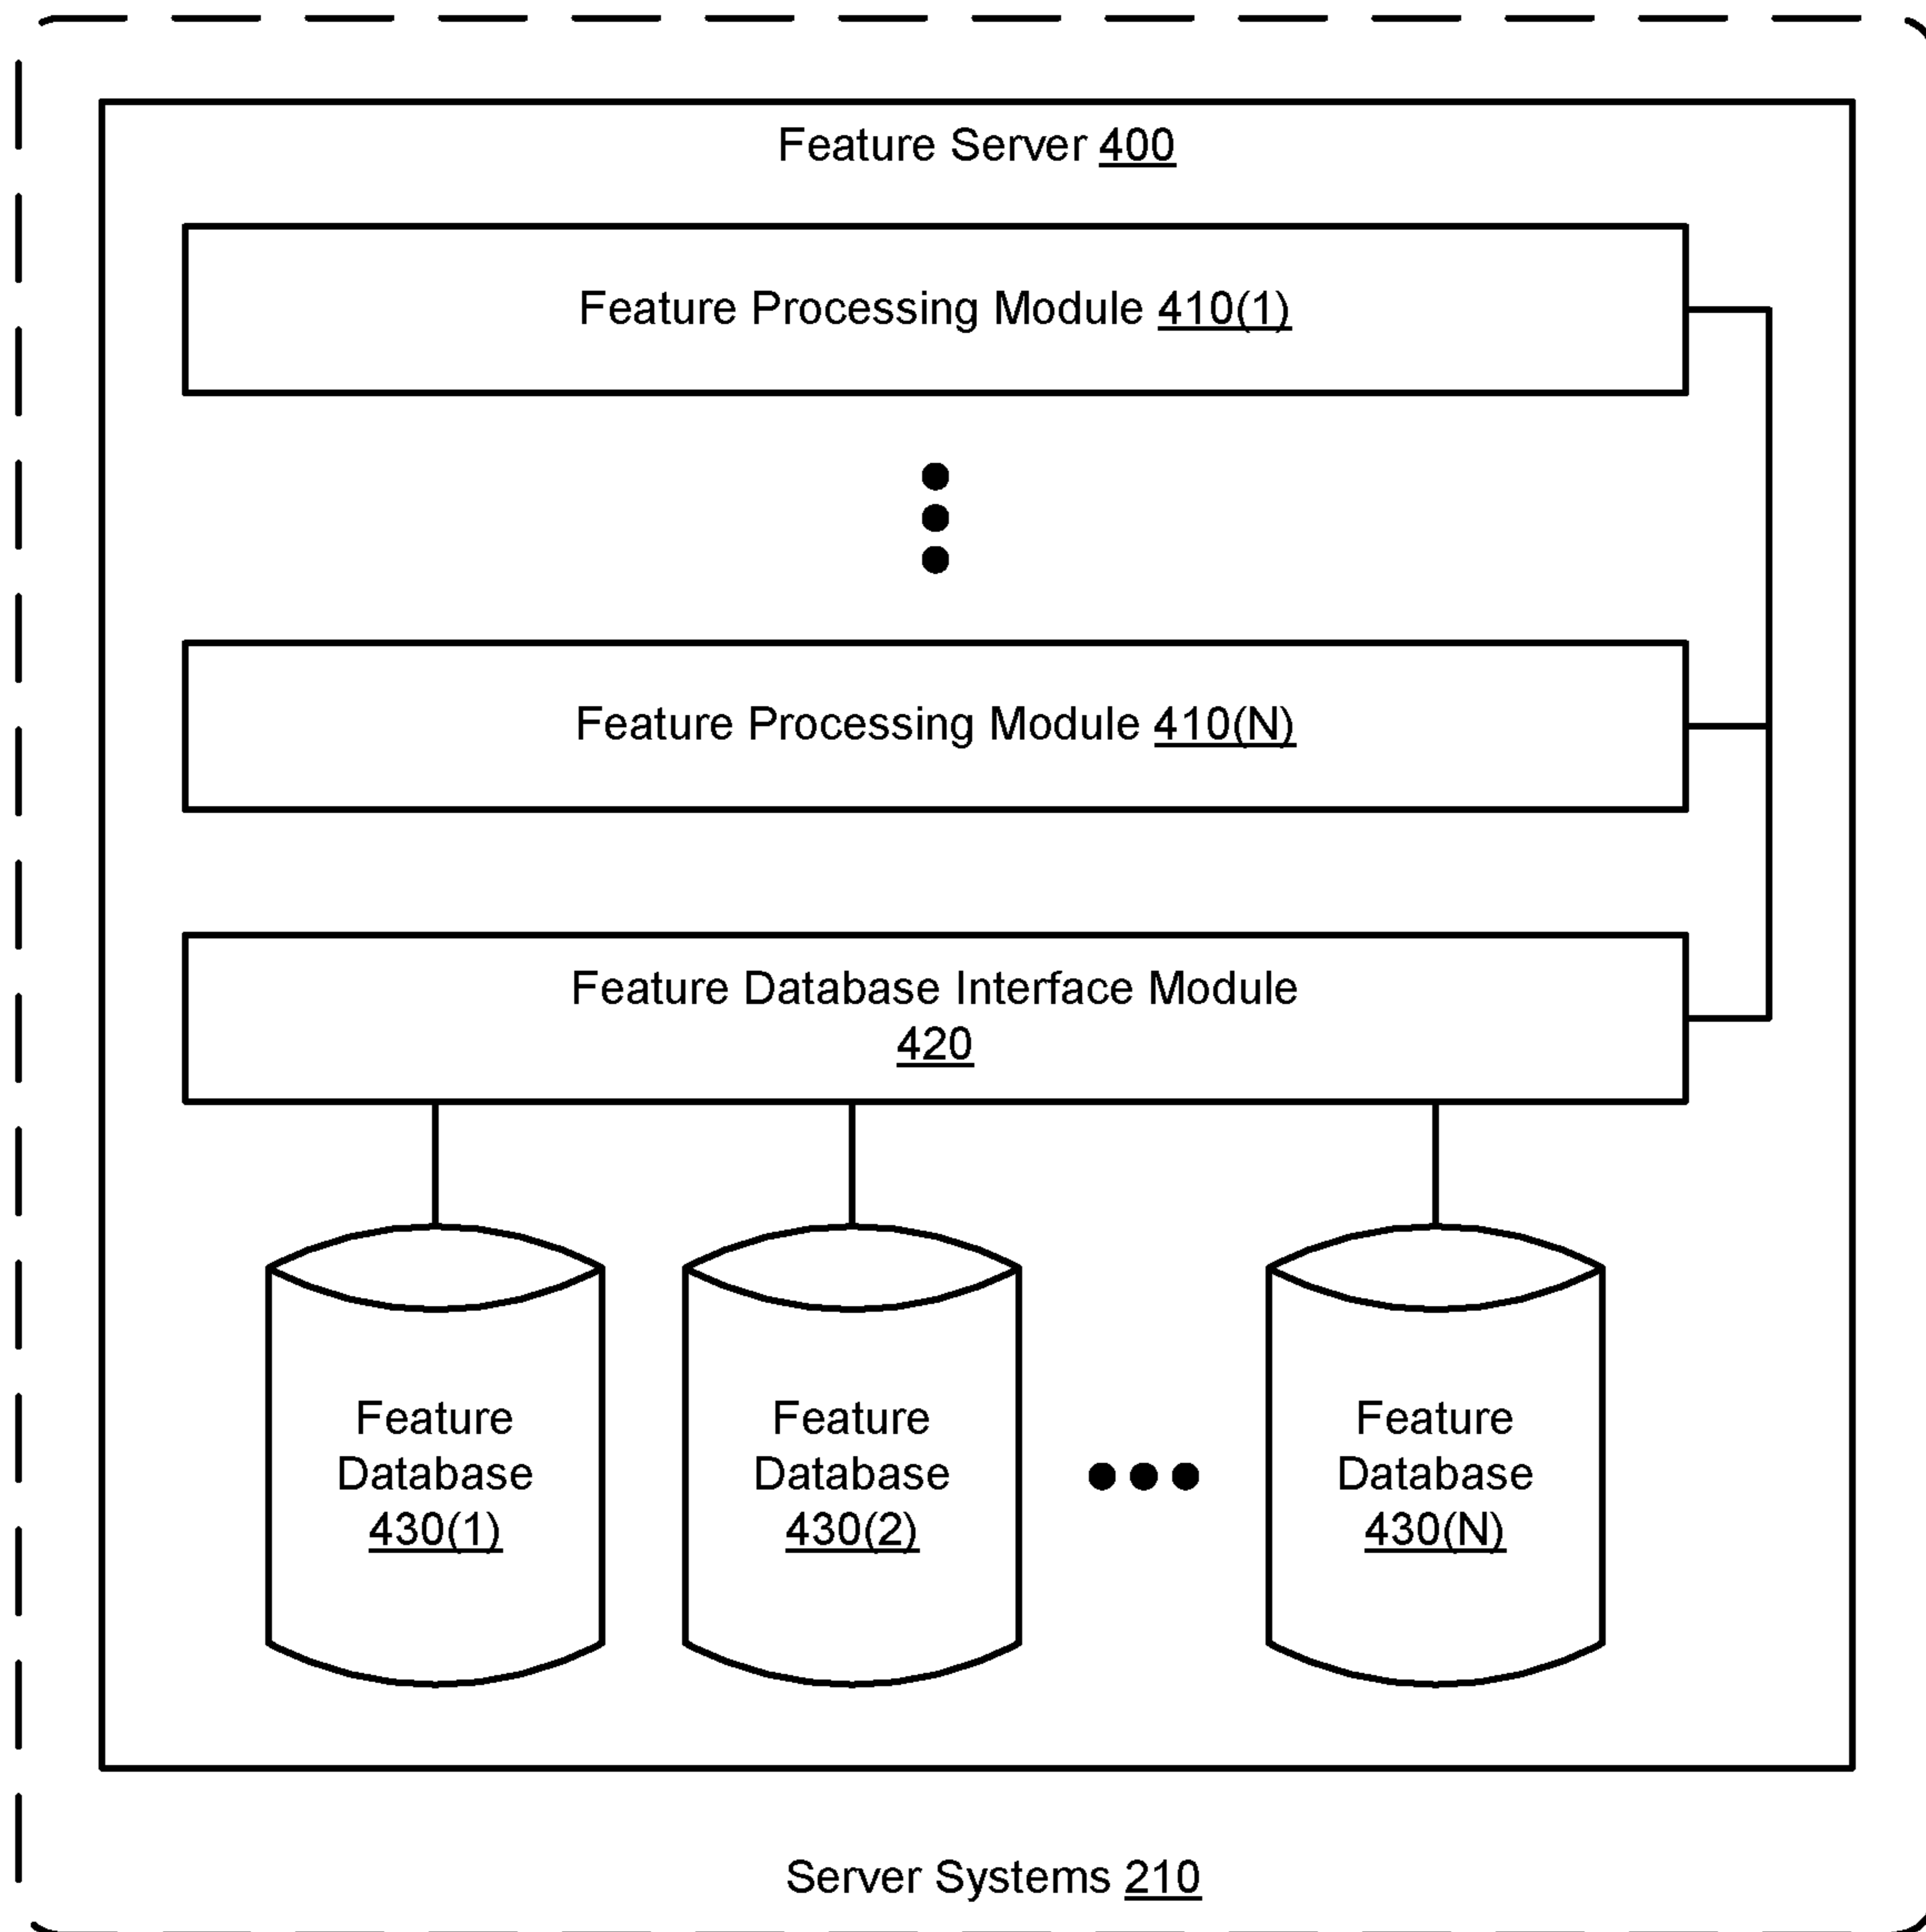 Feature Server 400
Feature Processing Module 410(1)
Feature Processing Module 410(N)
Feature Database Interface Module
420
Feature
Database
430(1)
Feature
Database
430(2)
Feature
Database
430(N)
Server Systems 210